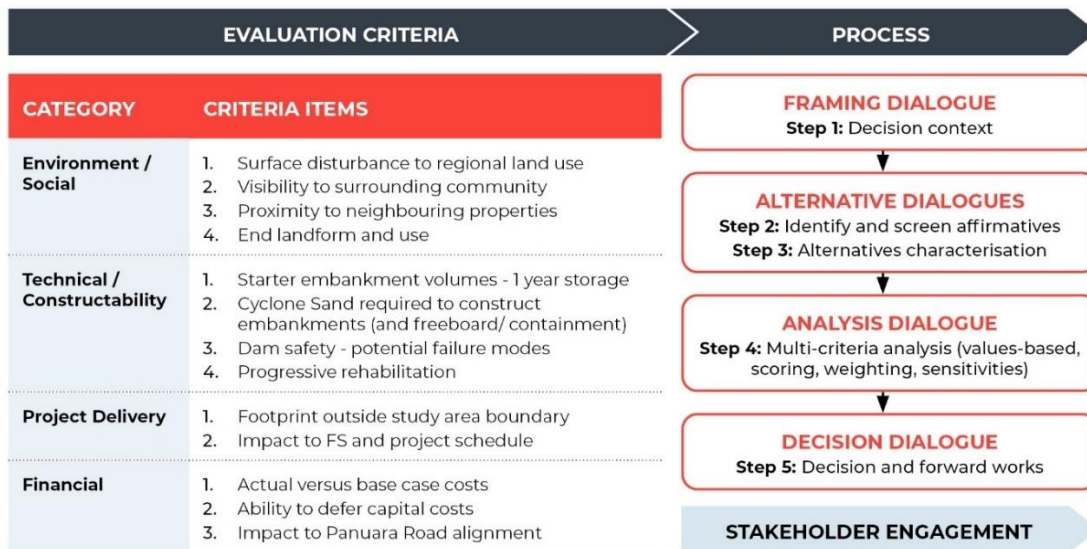 EVALUATION CRITERIA
PROCESS
CATEGORY
CRITERIA ITEMS
Environment /
Social
1. Surface disturbance to regional land use
2. Visibility to surrounding community
3. Proximity to neighbouring properties
4. End landform and use
Technical /
Constructability
1. Starter embankment volumes - 1 year storage
2. Cyclone Sand required to construct
embankments (and freeboard/ containment)
3. Dam safety - potential failure modes
4. Progressive rehabilitation
Project Delivery
1. Footprint outside study area boundary
2. Impact to FS and project schedule
Financial
1. Actual versus base case costs
2. Ability to defer capital costs
3. Impact to Panuara Road alignment
FRAMING DIALOGUE
Step 1: Decision context
ALTERNATIVE DIALOGUES
Step 2: Identify and screen affirmatives
Step 3: Alternatives characterisation
ANALYSIS DIALOGUE
Step 4: Multi-criteria analysis (values-based,
scoring, weighting, sensitivities)
DECISION DIALOGUE
Step 5: Decision and forward works
STAKEHOLDER ENGAGEMENT